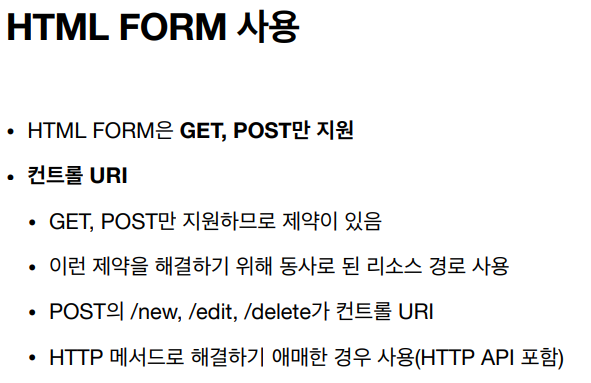 HTML FORM 사용
• HTML FORM은 GET, POST만 지원
• 컨트롤 URI
• GET, POST만 지원하므로 제약이 있음
• 이런 제약을 해결하기 위해 동사로 된 리소스 경로 사용
• POST의 /new, /edit, /delete가 컨트롤 URI
• HTTP 메서드로 해결하기 애매한 경우 사용(HTTP API 포함)